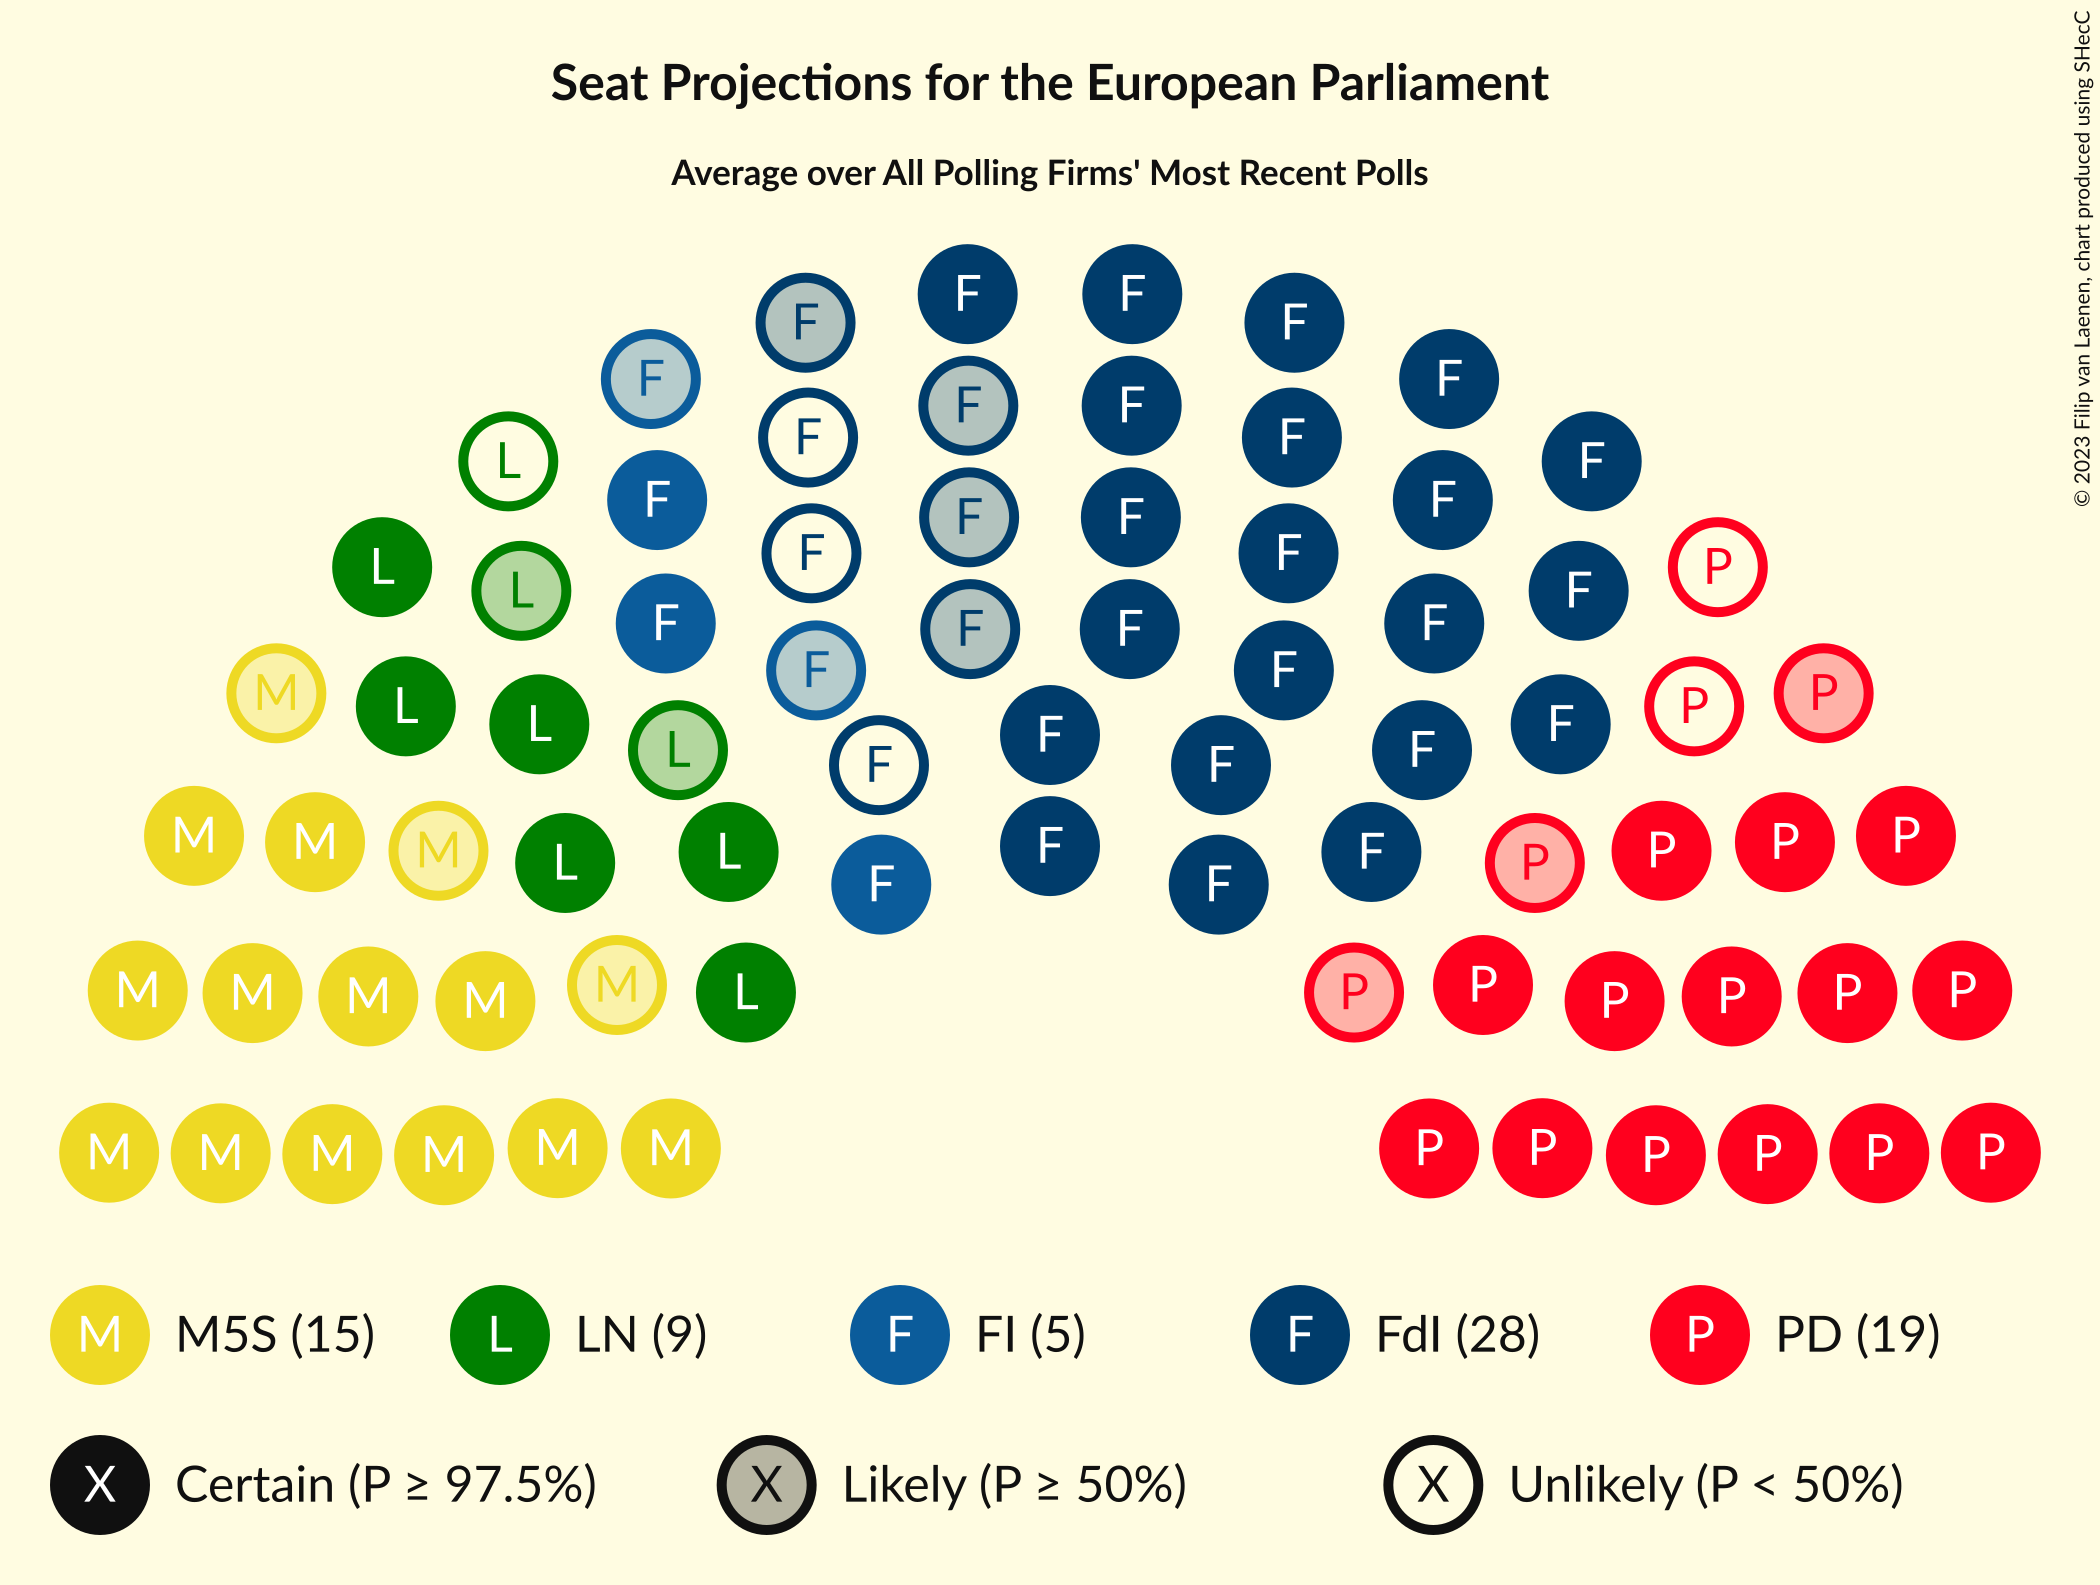 Seat Projections for the European Parliament
Average over All Polling Firms' Most Recent Polls
© 2023 Filip van Laenen, chart produced using SHecC
F F F F
F F
L F F F F F F
L F F F F F F P
L F F F F F F P
M L L F F F F P P
L L F F F F F F
M M M L L F F F P P P P
F F
M M M M M L P P P P P P
M M M M M M P P P P P P
M M5S (15) L LN (9) F FI (5) F FdI (28) P PD (19)
X Certain (P ≥ 97.5%) X Likely (P ≥ 50%) X Unlikely (P < 50%)